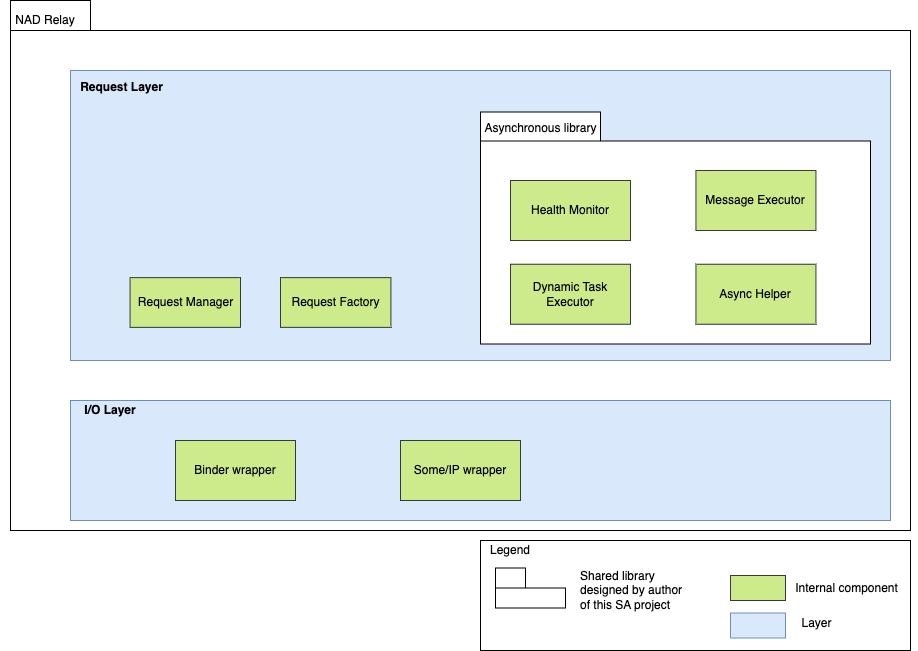 NAD Relay
Request Layer
Asynchronous library
Health Monitor
Message Executor
Dynamic Task
Executor
Async Helper
Request Manager
Request Factory
I/O Layer
Binder wrapper
Some/IP wrapper
Legend
Shared library
designed by author
of this SA project
Internal component
Layer